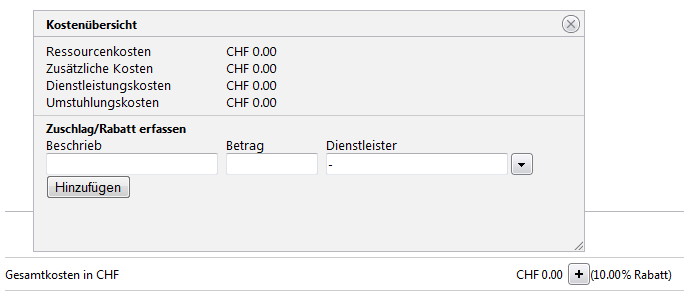 Kostenübersicht
Ressourcenkosten CHF 0.00
Zusätzliche Kosten CHF 0.00
Dienstleistungskosten CHF 0.00
Umstuhlungskosten CHF 0.00
Zuschlag/Rabatt erfassen
Beschrieb Betrag Dienstleister
-
Hinzufügen
Gesamtkosten in CHF CHF 0.00 + (10.00% Rabatt)